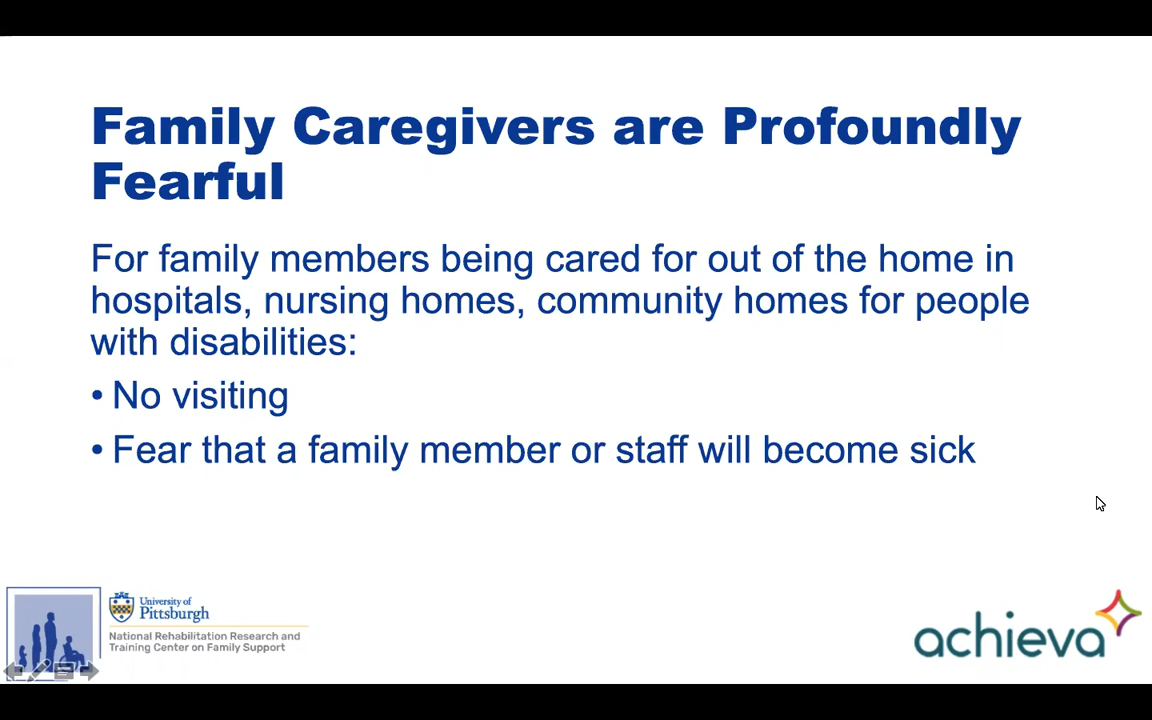 Family Caregivers are Profoundly
Fearful
For family members being cared for out of the home in
hospitals, nursing homes, community homes for people
with disabilities:
• No visiting
• Fear that a family member or staff will become sick
University of
Pittsburgh
National Rehabilitation Research and
Training Center on Family Support
achieva